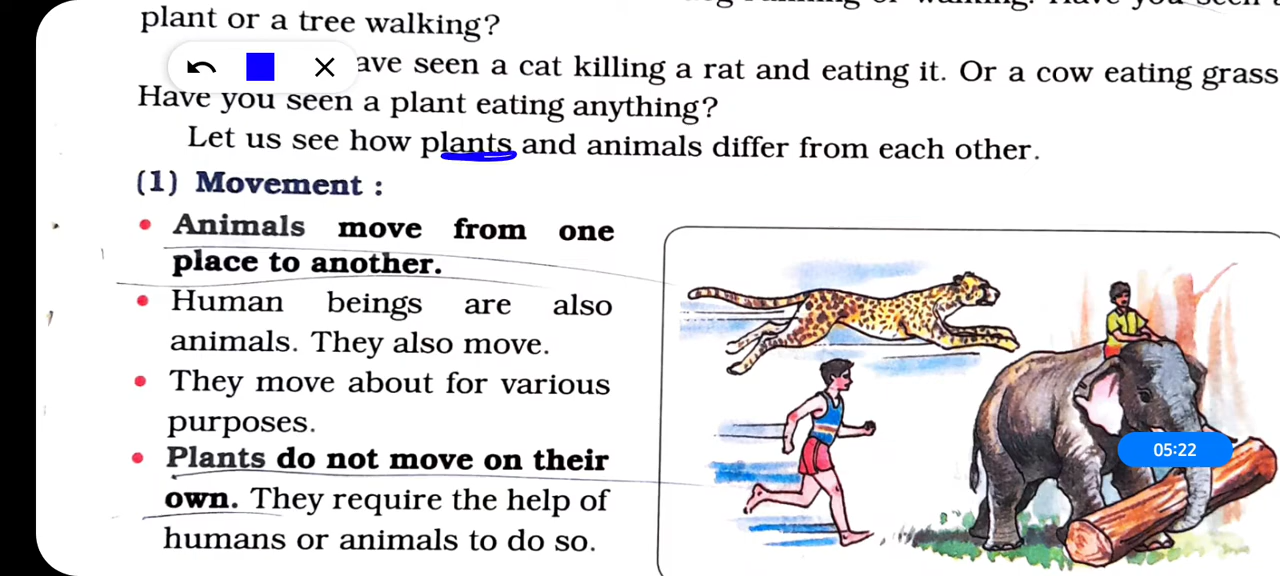 plant or a tree walking?
ave seen a cat killing a rat and eating it. Or a cow eating grass
Have you seen a plant eating anything?
Let us see how plants and animals differ from each other.
(1) Movement :
• Animals move from one
place to another.
• Human beings are also
animals. They also move.
• They move about for various
purposes.
• Plants do not move on their
own. They require the help of
humans or animals to do so.
05:22